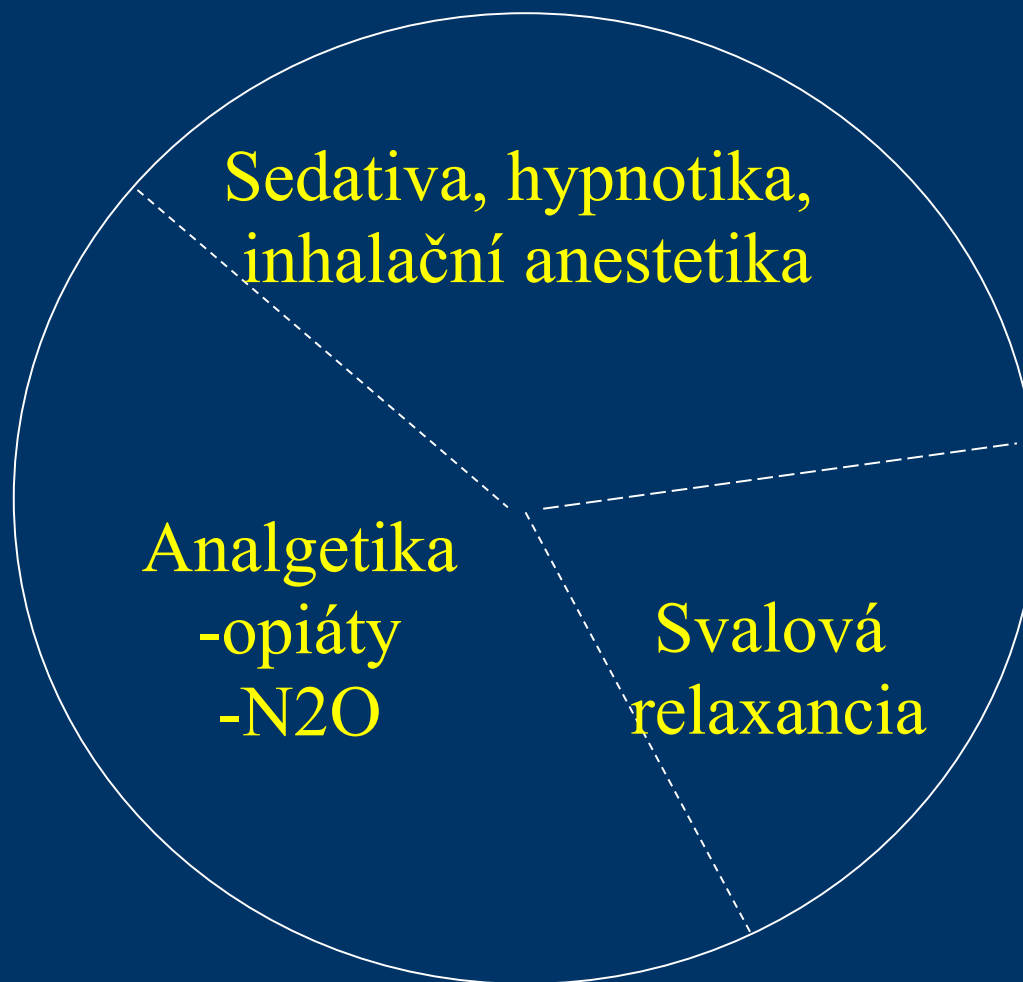 Sedativa, hypnotika,
inhalační anestetika
Analgetika
-opiáty
-N2O
Svalová
relaxancia